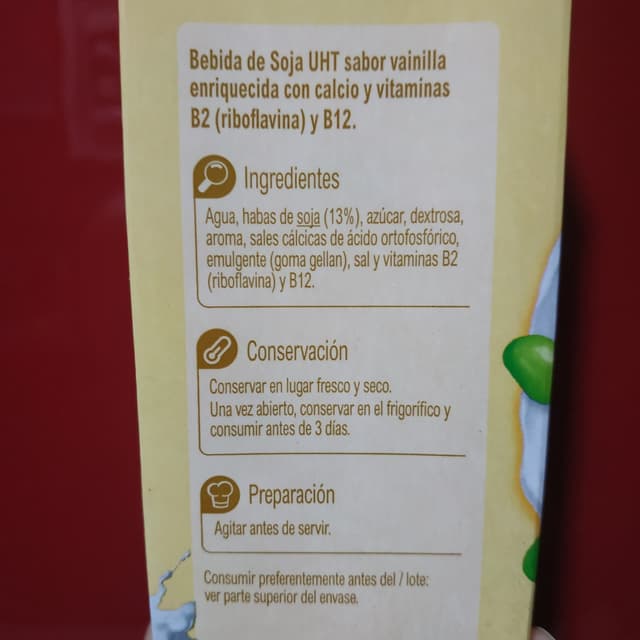 Bebida de Soja UHT sabor vainilla
enriquecida con calcio y vitaminas
B2 (riboflavina) y B12.
Ingredientes
Agua, habas de soja (13%), azúcar, dextrosa,
aroma, sales cálcicas de ácido ortofosfórico,
emulgente (goma gellan), sal y vitaminas B2
(riboflavina) y B12.
Conservación
Conservar en lugar fresco y seco.
Una vez abierto, conservar en el frigorífico y
consumir antes de 3 días.
Preparación
Agitar antes de servir.
Consumir preferentemente antes del / lote:
ver parte superior del envase.